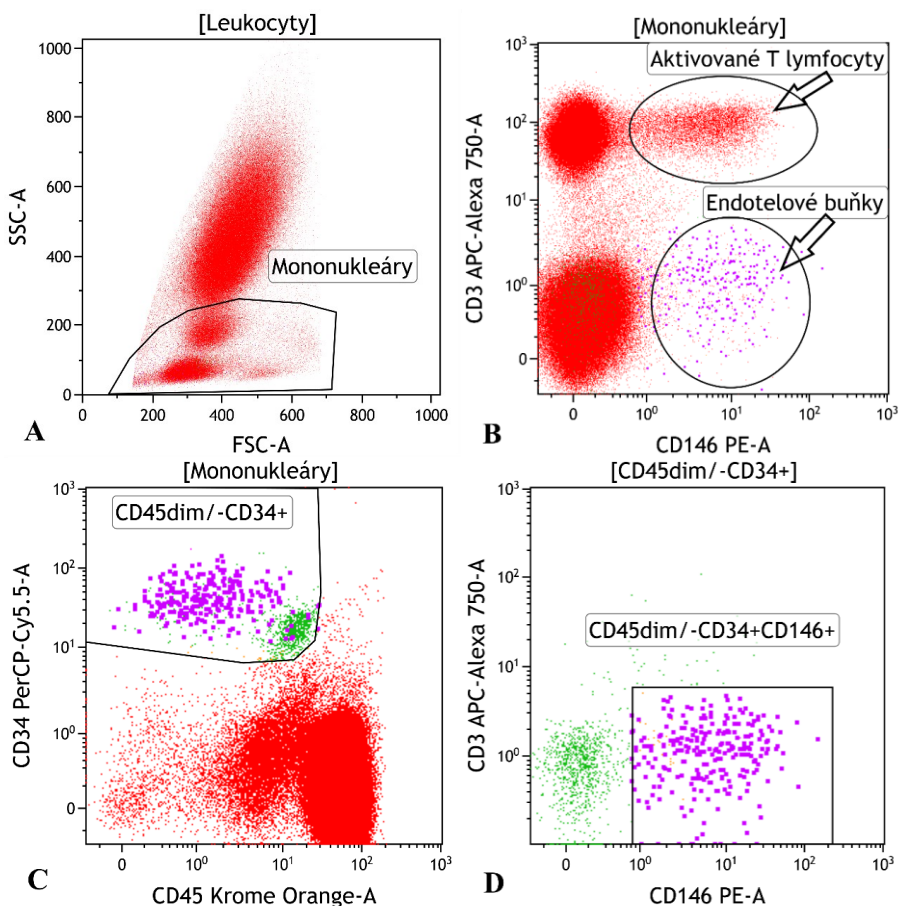 [Leukocyty]
1000
800
600
400
200
0
SSC-A
Mononukleáry
0
200
400
600
800
1000
FSC-A
A
[Mononukleáry]
10³
10²
10¹
10⁰
0
CD3 APC-Alexa 750-A
Aktivované T lymfocyty
Endotelové buňky
0
10⁰
10¹
10²
10³
CD146 PE-A
B
[Mononukleáry]
10³
10²
10¹
10⁰
0
CD34 PerCP-Cy5.5-A
CD45dim/-CD34+
0
10⁰
10¹
10²
10³
CD45 Krome Orange-A
C
[CD45dim/-CD34+]
10³
10²
10¹
10⁰
CD3 APC-Alexa 750-A
CD45dim/-CD34+CD146+
0
10⁰
10¹
10²
10³
CD146 PE-A
D